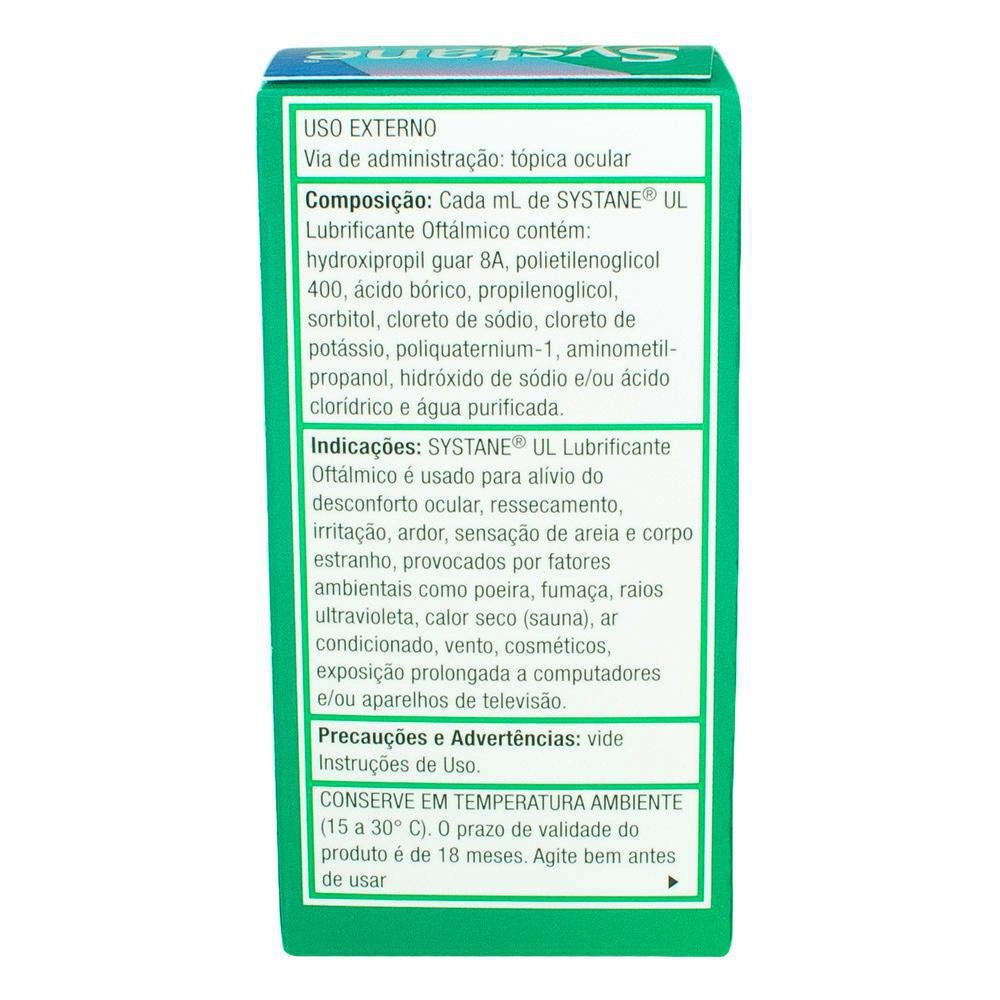 Systane®
USO EXTERNO
Via de administração: tópica ocular
Composição: Cada mL de SYSTANE® UL
Lubrificante Oftálmico contém:
hydroxipropil guar 8A, polietilenoglicol
400, ácido bórico, propilenoglicol,
sorbitol, cloreto de sódio, cloreto de
potássio, poliquaternium-1, aminometil-
propanol, hidróxido de sódio e/ou ácido
clorídrico e água purificada.
Indicações: SYSTANE® UL Lubrificante
Oftálmico é usado para alívio do
desconforto ocular, ressecamento,
irritação, ardor, sensação de areia e corpo
estranho, provocados por fatores
ambientais como poeira, fumaça, raios
ultravioleta, calor seco (sauna), ar
condicionado, vento, cosméticos,
exposição prolongada a computadores
e/ou aparelhos de televisão.
Precauções e Advertências: vide
Instruções de Uso.
CONSERVE EM TEMPERATURA AMBIENTE
(15 a 30° C). O prazo de validade do
produto é de 18 meses. Agite bem antes
de usar